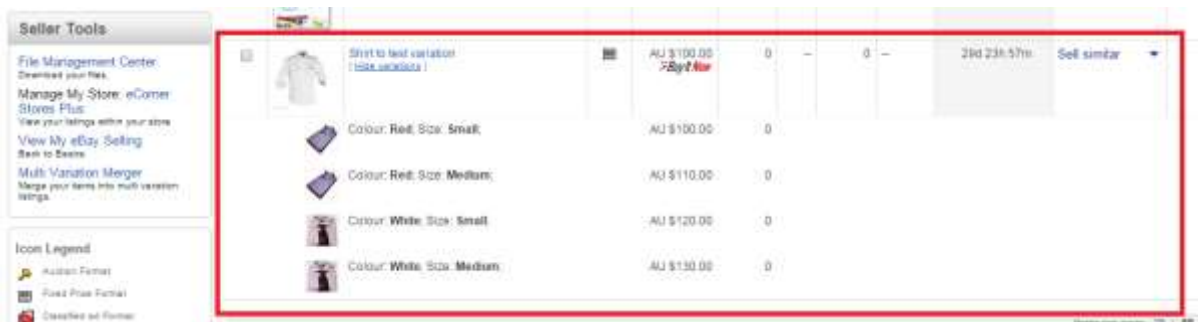 Seller Tools
File Management Center
Download your files.
Manage My Store: eCorner
Stores Plus
View your listings within your store
View My eBay Selling
Back to Basics
Multi Variation Merger
Merge your items into multi variation
listings.
Icon Legend
Auction Format
Fixed Price Format
Classified ad Format
Shirt to test variation
[ Hide variations ]
AU $100.00
Buy It Now
0
–
0
–
29d 23h 57m
Sell similar
Colour: Red; Size: Small; AU $100.00 0
Colour: Red; Size: Medium; AU $110.00 0
Colour: White; Size: Small; AU $120.00 0
Colour: White; Size: Medium; AU $130.00 0